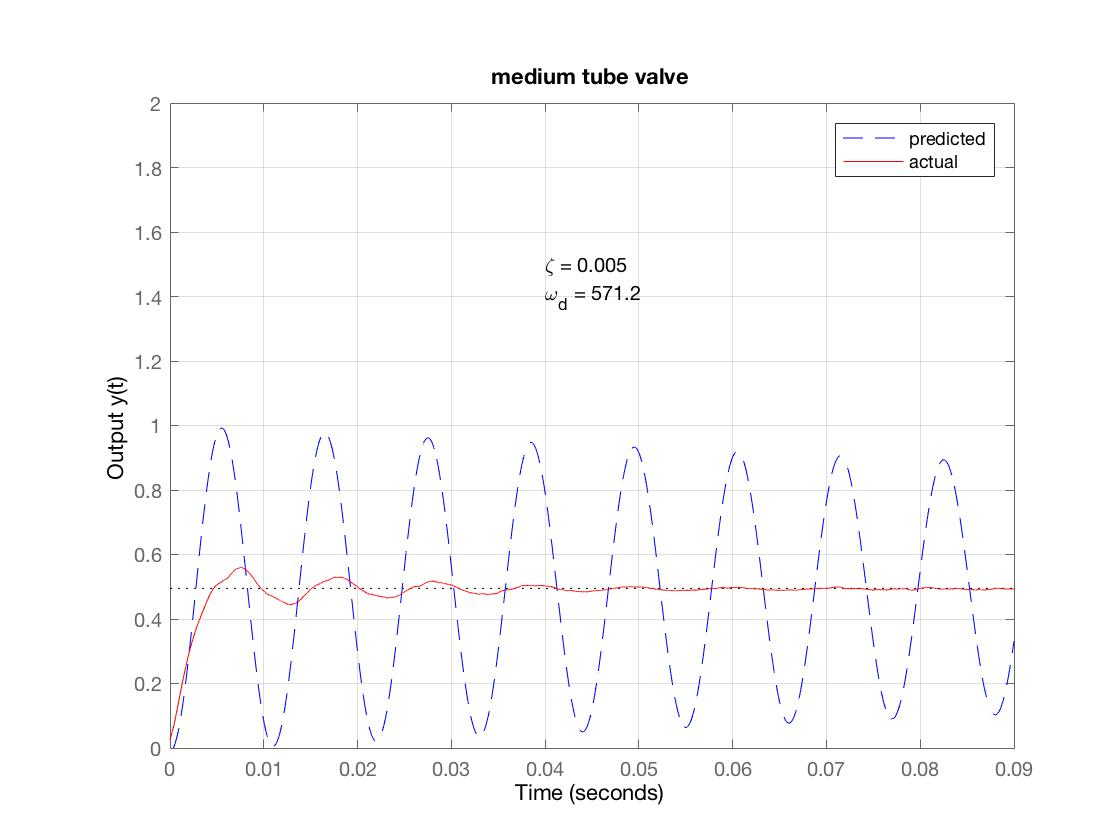 medium tube valve
predicted
actual
ζ = 0.005
ω_d = 571.2
Output y(t)
2
1.8
1.6
1.4
1.2
1
0.8
0.6
0.4
0.2
0
0 0.01 0.02 0.03 0.04 0.05 0.06 0.07 0.08 0.09
Time (seconds)